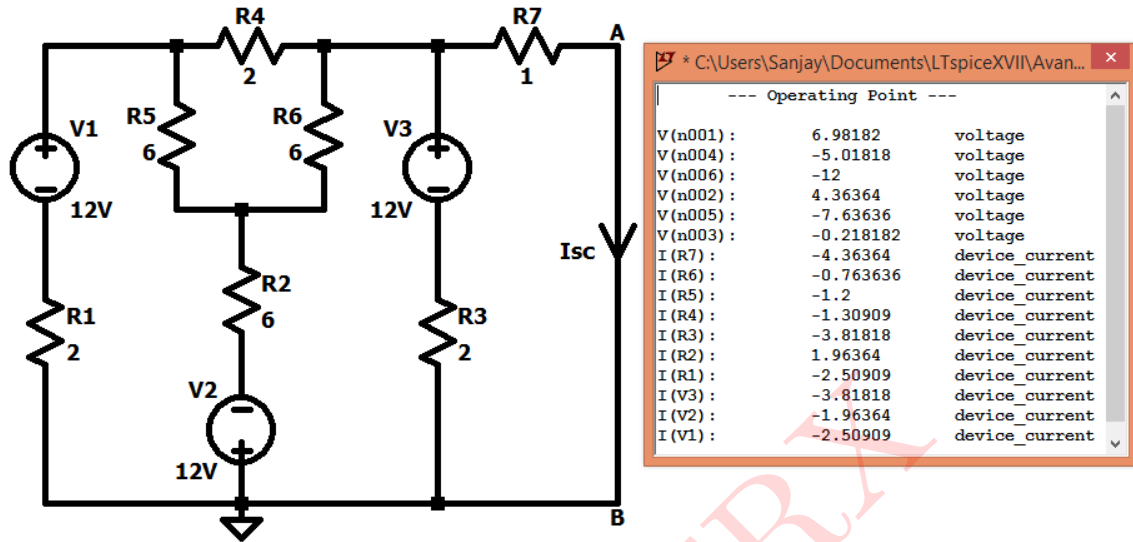 R4
2
R7
1
A
R5
6
R6
6
V1
12V
V3
12V
Isc
R2
6
R1
2
R3
2
V2
12V
B
* C:\Users\Sanjay\Documents\LTspiceXVII\Avan...
--- Operating Point ---
V(n001): 6.98182 voltage
V(n004): -5.01818 voltage
V(n006): -12 voltage
V(n002): 4.36364 voltage
V(n005): -7.63636 voltage
V(n003): -0.218182 voltage
I(R7): -4.36364 device_current
I(R6): -0.763636 device_current
I(R5): -1.2 device_current
I(R4): -1.30909 device_current
I(R3): -3.81818 device_current
I(R2): 1.96364 device_current
I(R1): -2.50909 device_current
I(V3): -3.81818 device_current
I(V2): -1.96364 device_current
I(V1): -2.50909 device_current